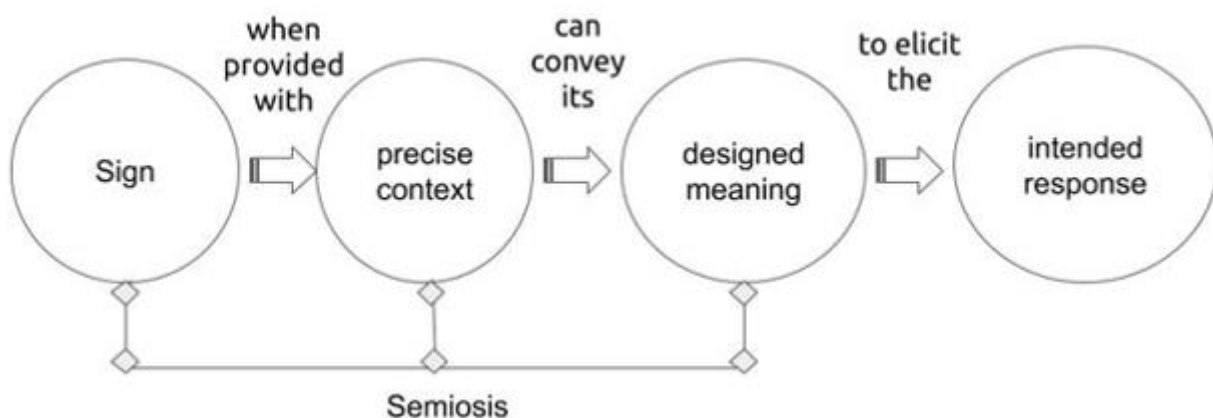 Sign
when
provided
with
precise
context
can
convey
its
designed
meaning
to elicit
the
intended
response
Semiosis